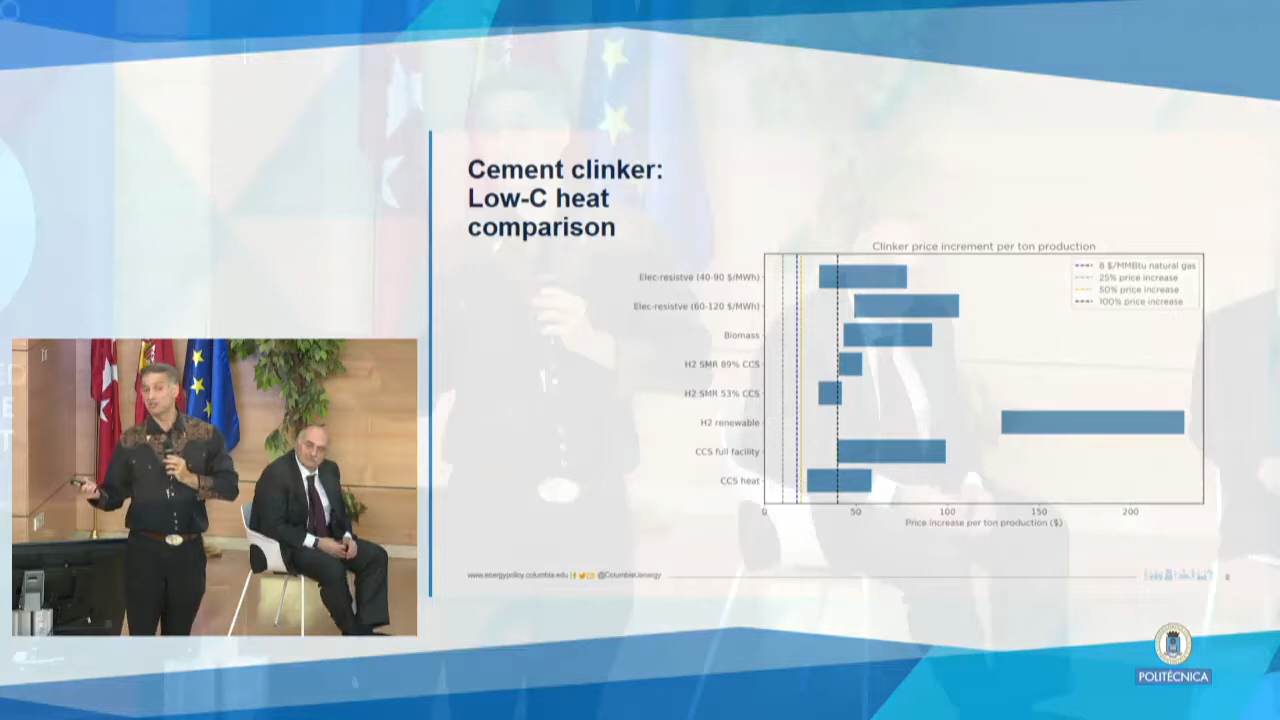 Cement clinker:
Low-C heat
comparison
Clinker price increment per ton production
8 $/MMBtu natural gas
25% price increase
50% price increase
100% price increase
Elec-resistve (40-90 $/MWh)
Elec-resistve (60-120 $/MWh)
Biomass
H2 SMR 89% CCS
H2 SMR 53% CCS
H2 renewable
CCS full facility
CCS heat
0 50 100 150 200
Price increase per ton production ($)
www.energypolicy.columbia.edu @ColumbiaUenergy
8
POLITÉCNICA